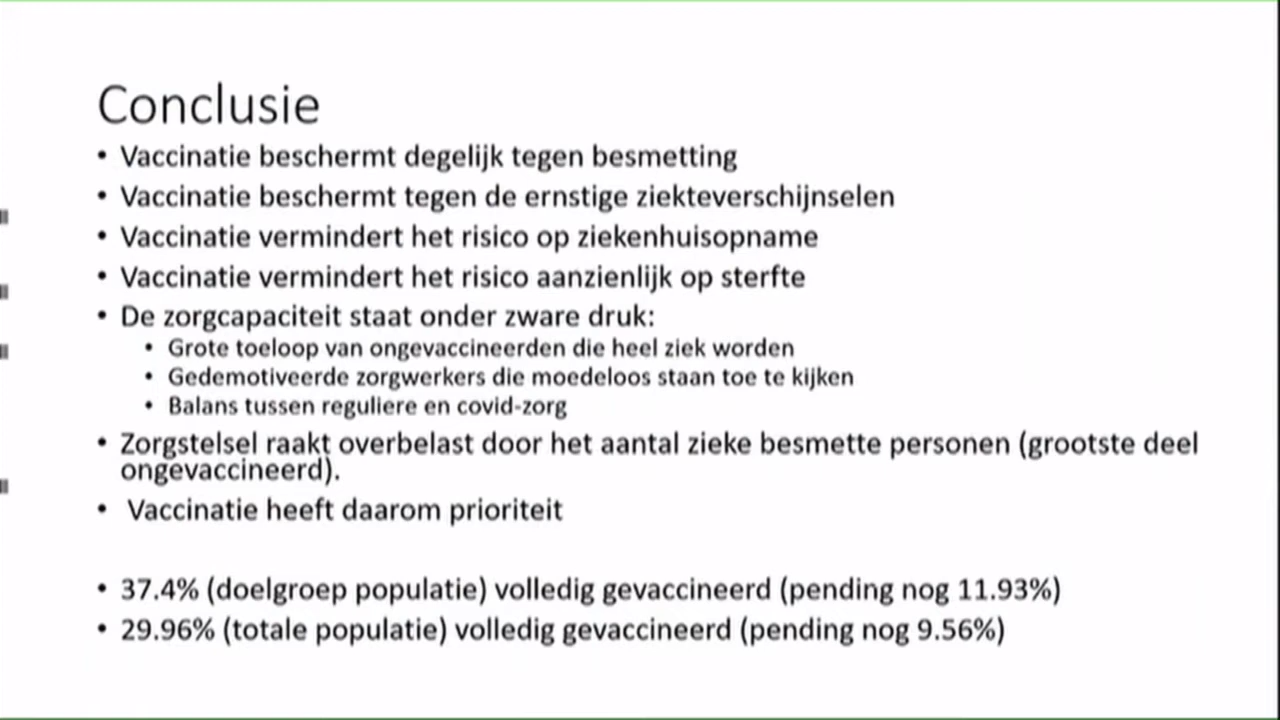 Conclusie
• Vaccinatie beschermt degelijk tegen besmetting
• Vaccinatie beschermt tegen de ernstige ziekteverschijnselen
• Vaccinatie vermindert het risico op ziekenhuisopname
• Vaccinatie vermindert het risico aanzienlijk op sterfte
• De zorgcapaciteit staat onder zware druk:
• Grote toeloop van ongevaccineerden die heel ziek worden
• Gedemotiveerde zorgwerkers die moedeloos staan toe te kijken
• Balans tussen reguliere en covid-zorg
• Zorgstelsel raakt overbelast door het aantal zieke besmette personen (grootste deel
ongevaccineerd).
• Vaccinatie heeft daarom prioriteit
• 37.4% (doelgroep populatie) volledig gevaccineerd (pending nog 11.93%)
• 29.96% (totale populatie) volledig gevaccineerd (pending nog 9.56%)